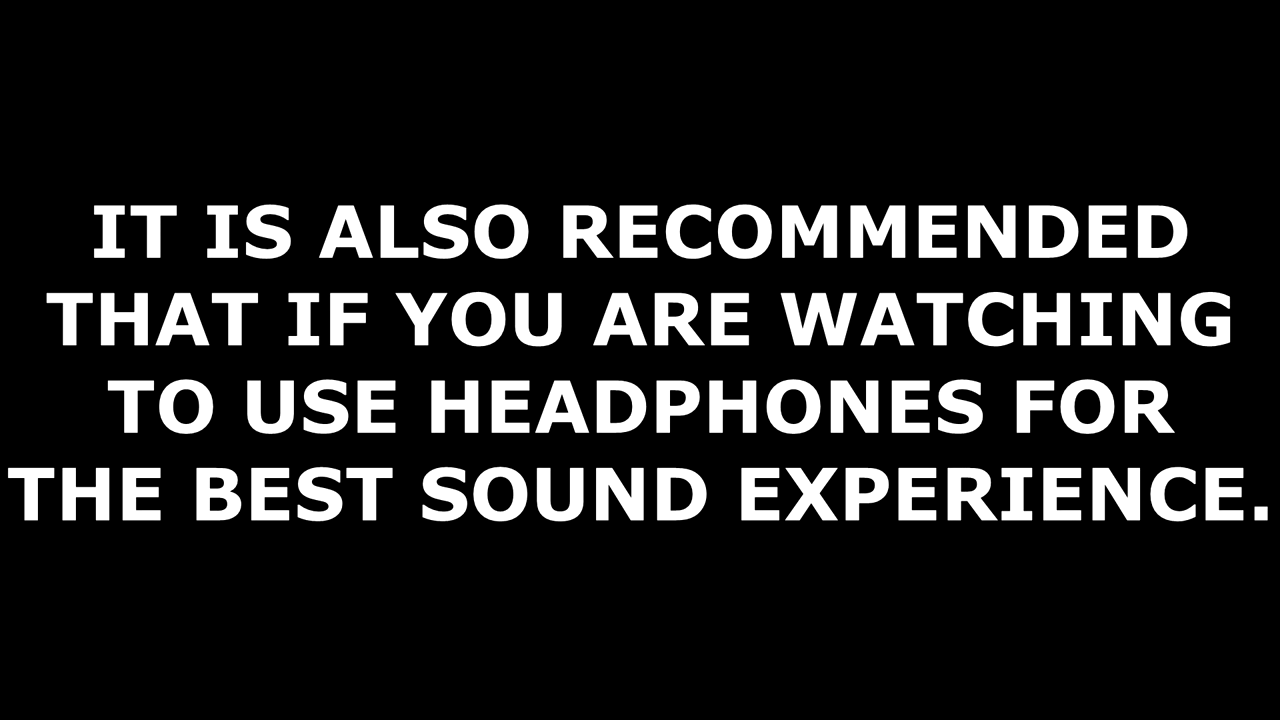 IT IS ALSO RECOMMENDED
THAT IF YOU ARE WATCHING
TO USE HEADPHONES FOR
THE BEST SOUND EXPERIENCE.